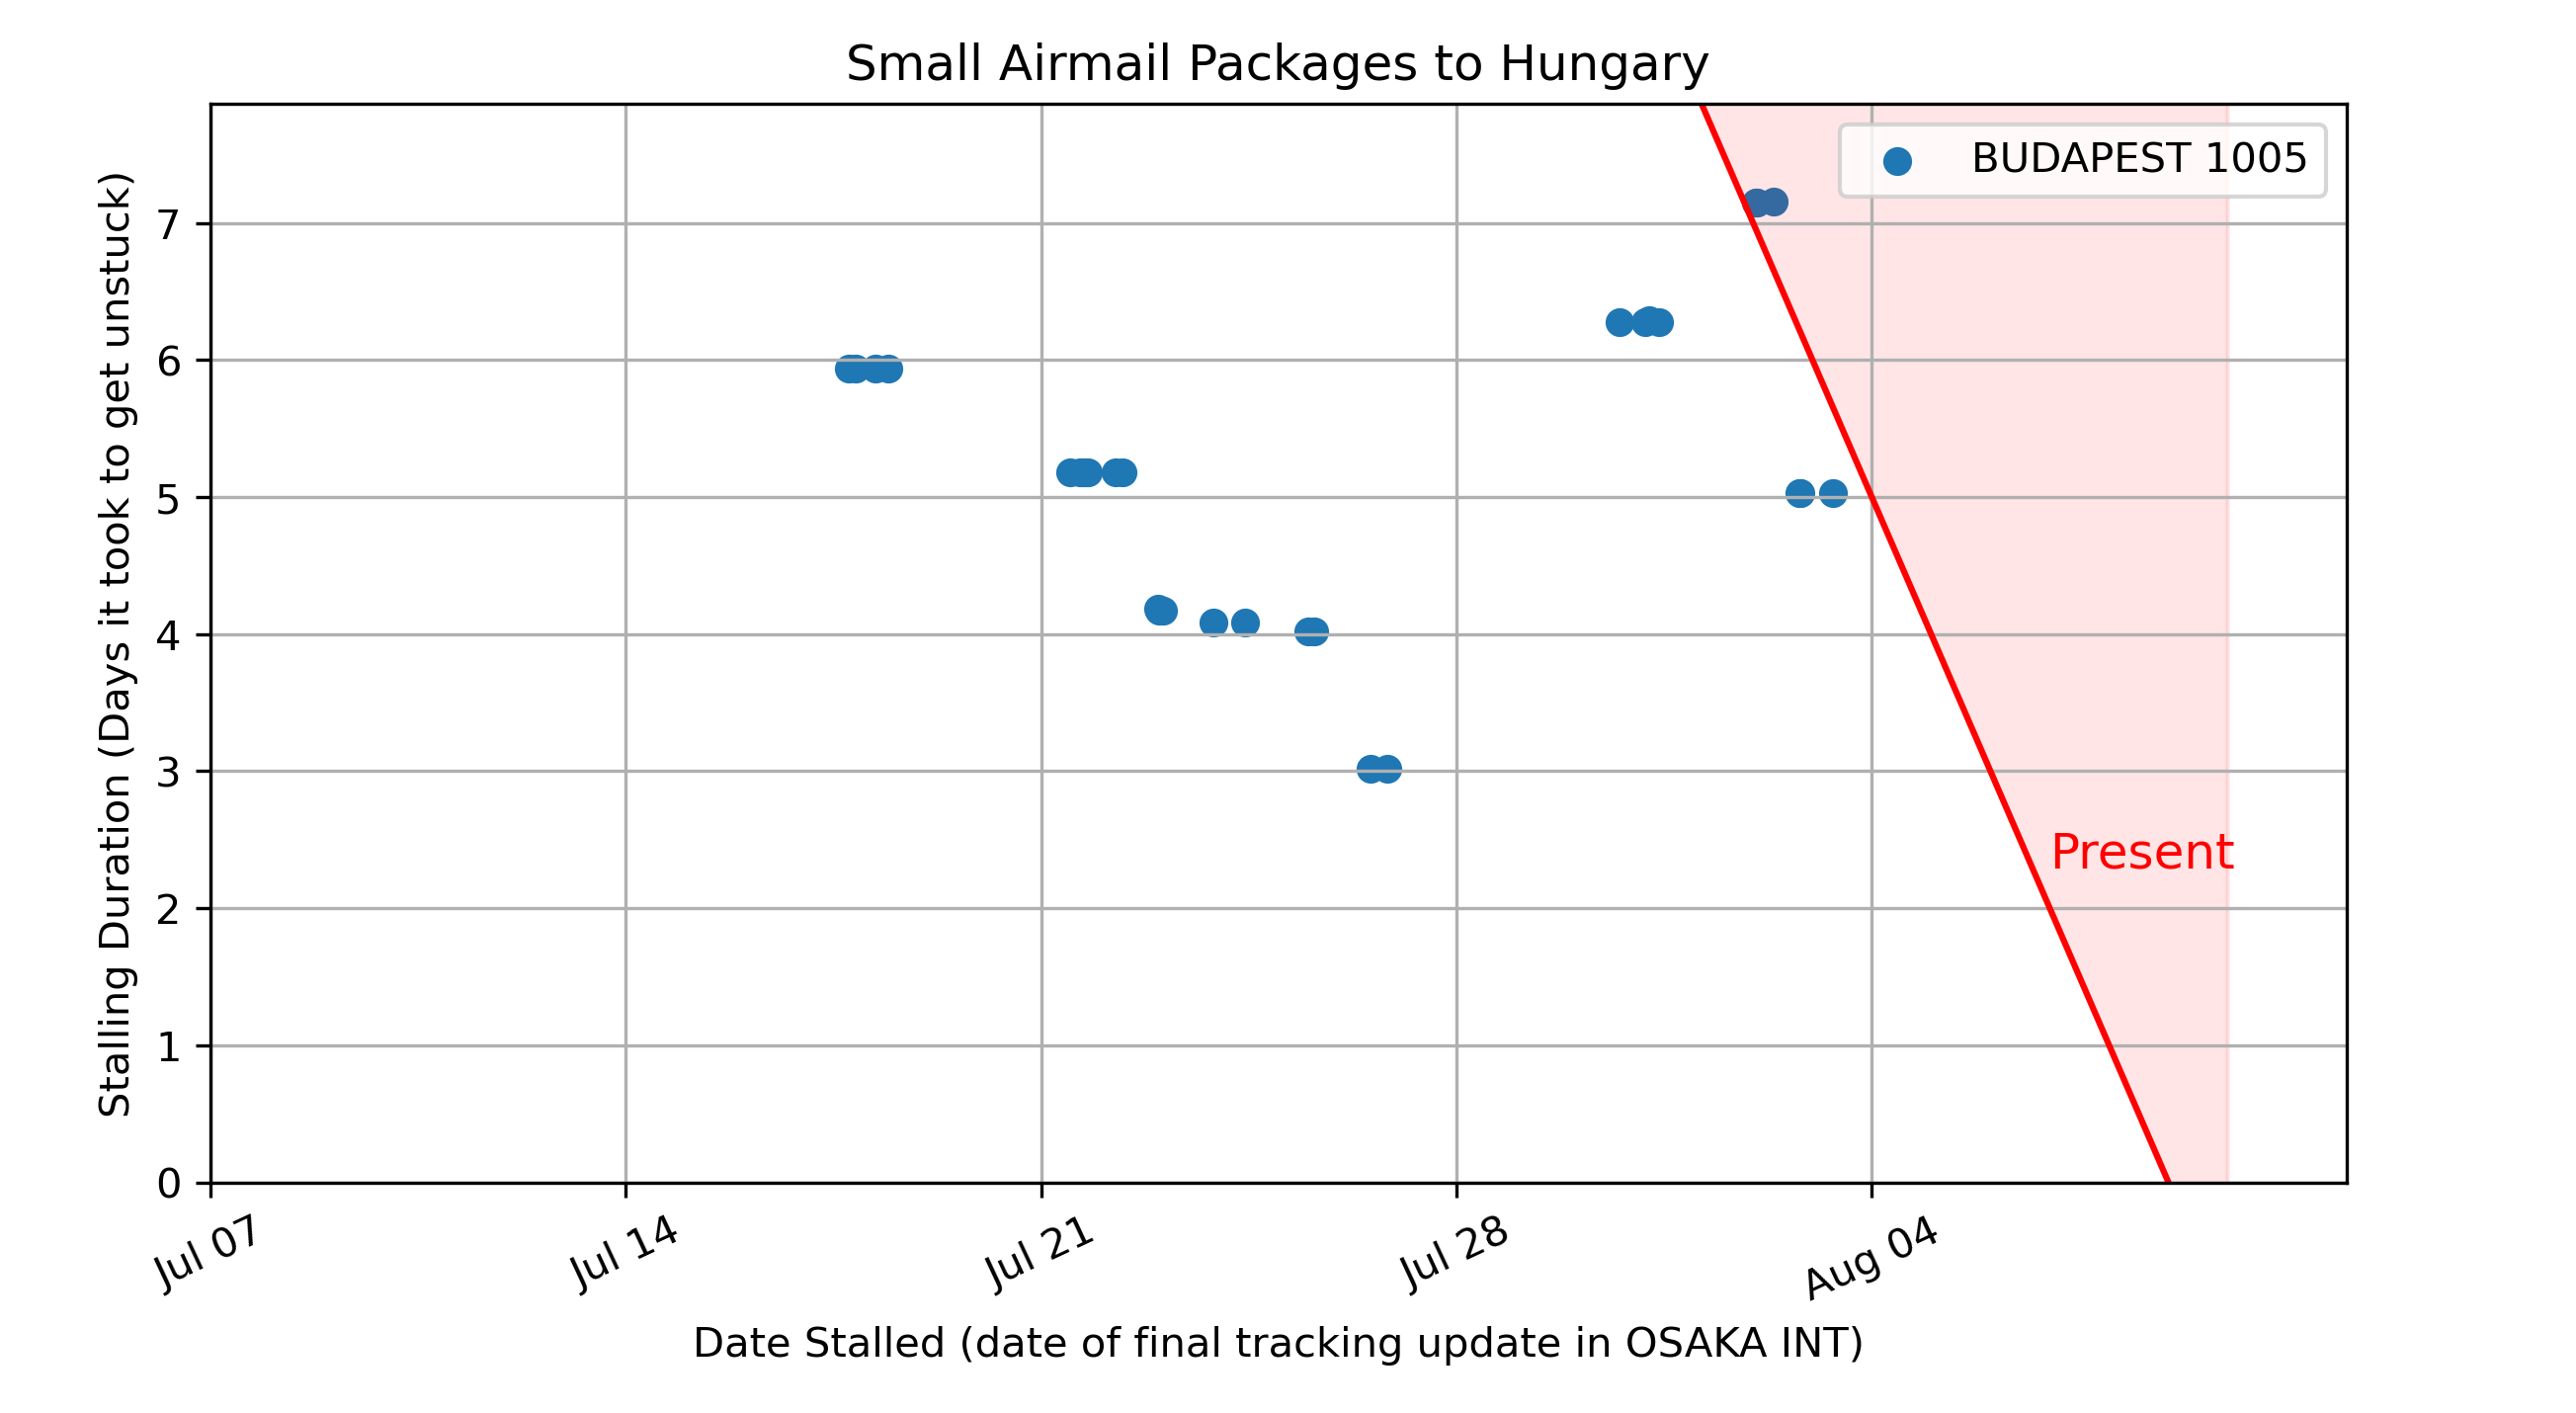 Small Airmail Packages to Hungary
BUDAPEST 1005
Stalling Duration (Days it took to get unstuck)
7
6
5
4
3
2
1
0
Present
Jul 07
Jul 14
Jul 21
Jul 28
Aug 04
Date Stalled (date of final tracking update in OSAKA INT)